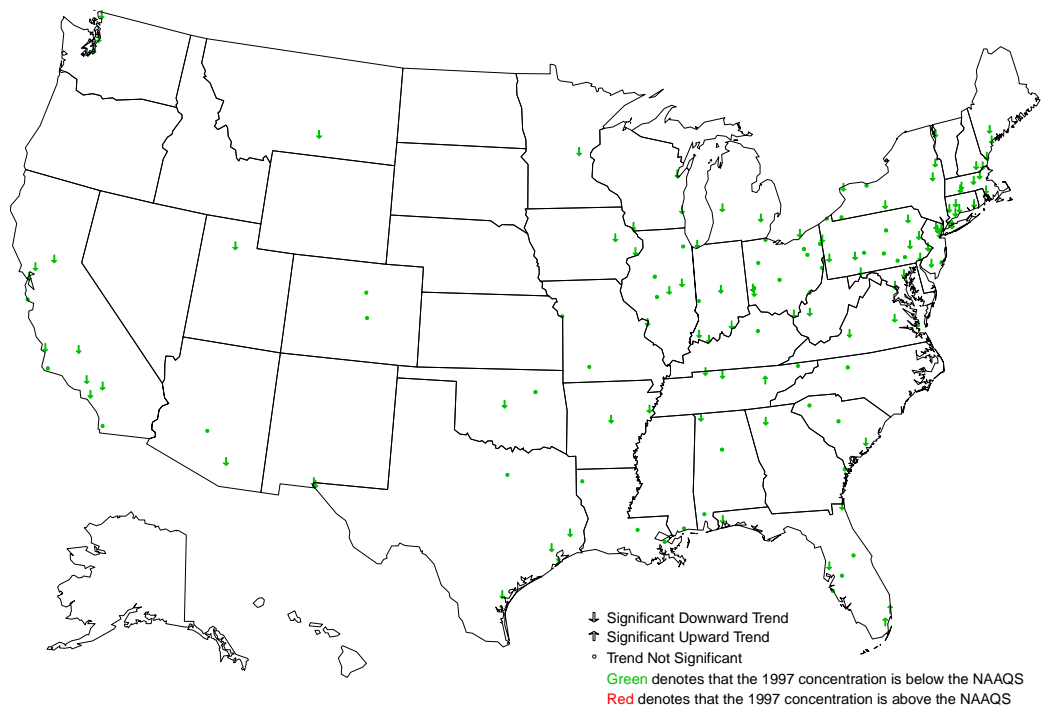 Significant Downward Trend
Significant Upward Trend
Trend Not Significant
Green denotes that the 1997 concentration is below the NAAQS
Red denotes that the 1997 concentration is above the NAAQS